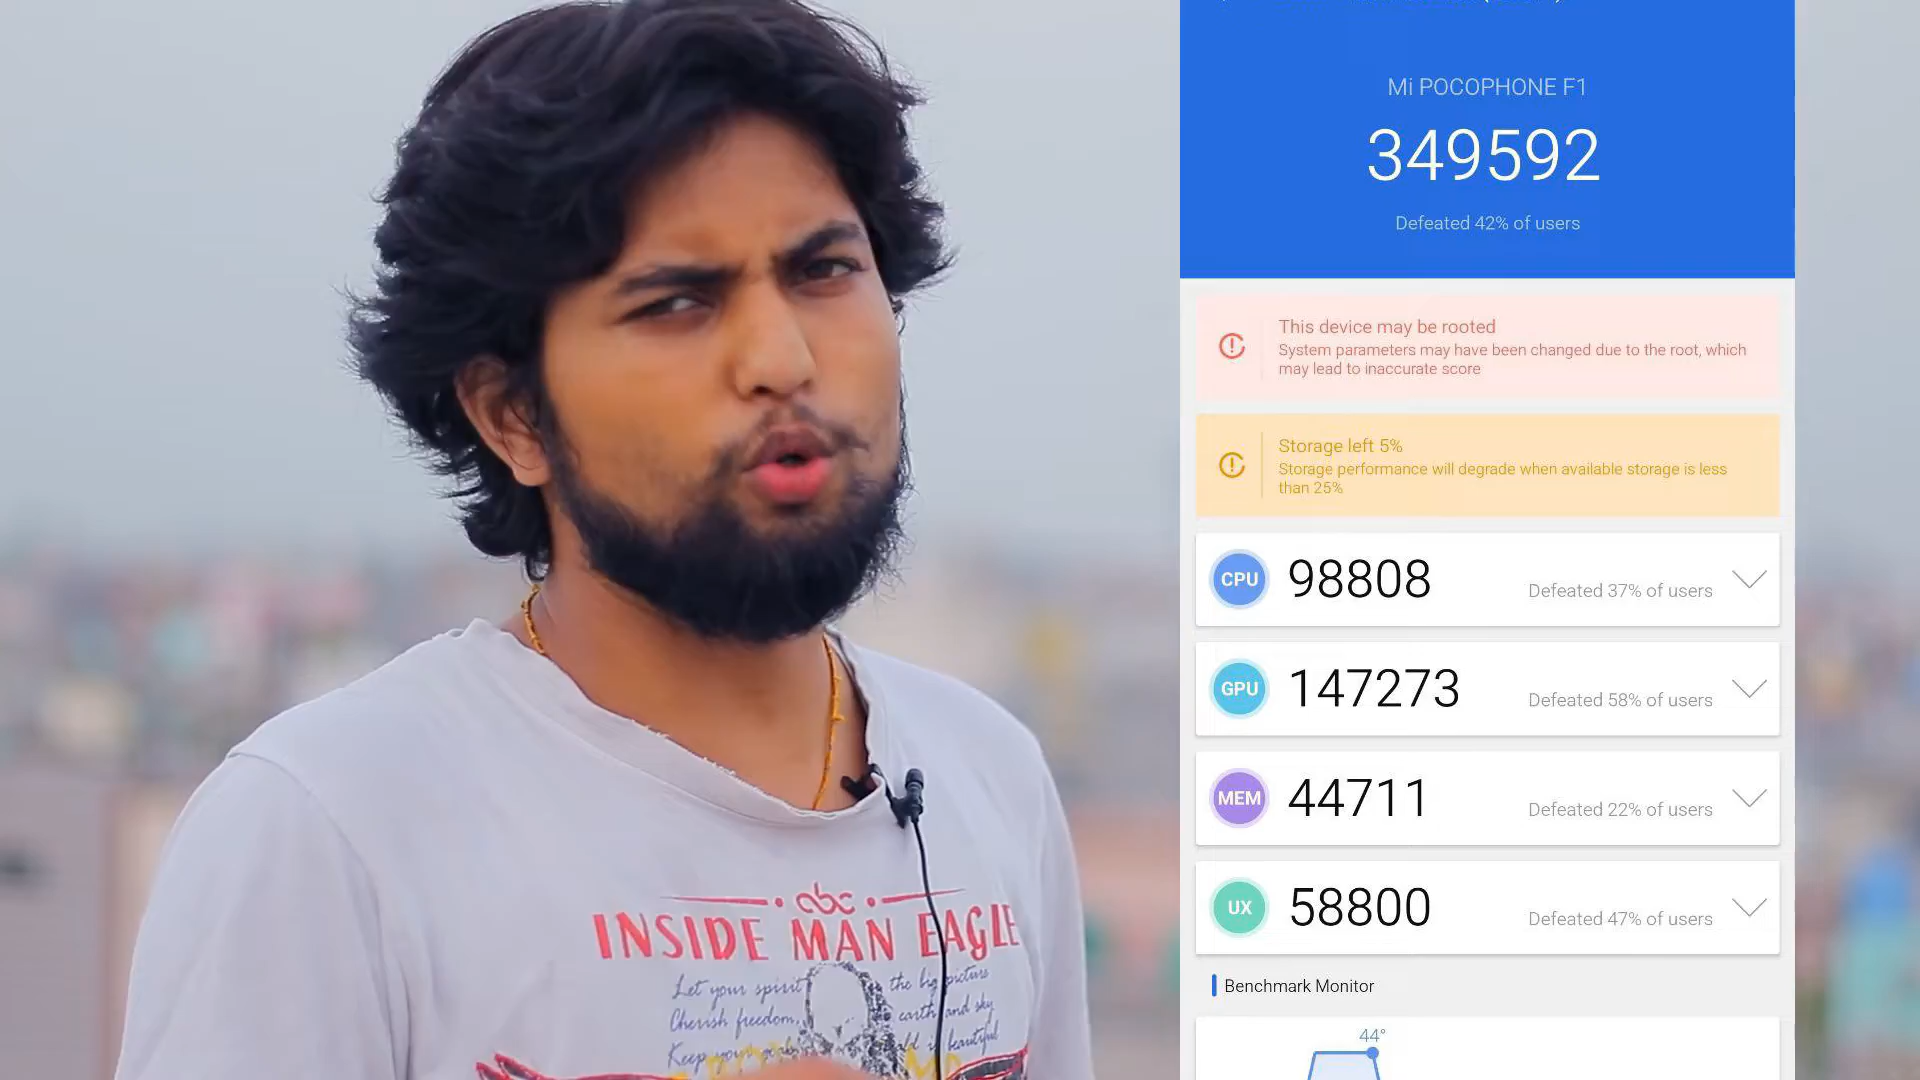 Mi POCOPHONE F1
349592
Defeated 42% of users
This device may be rooted
System parameters may have been changed due to the root, which
may lead to inaccurate score
Storage left 5%
Storage performance will degrade when available storage is less
than 25%
CPU 98808 Defeated 37% of users
GPU 147273 Defeated 58% of users
MEM 44711 Defeated 22% of users
UX 58800 Defeated 47% of users
Benchmark Monitor
44°
abc
INSIDE MAN EAGLE
Let your spirit the big picture
Cherish freedom, earth and sky
Keep your beautiful